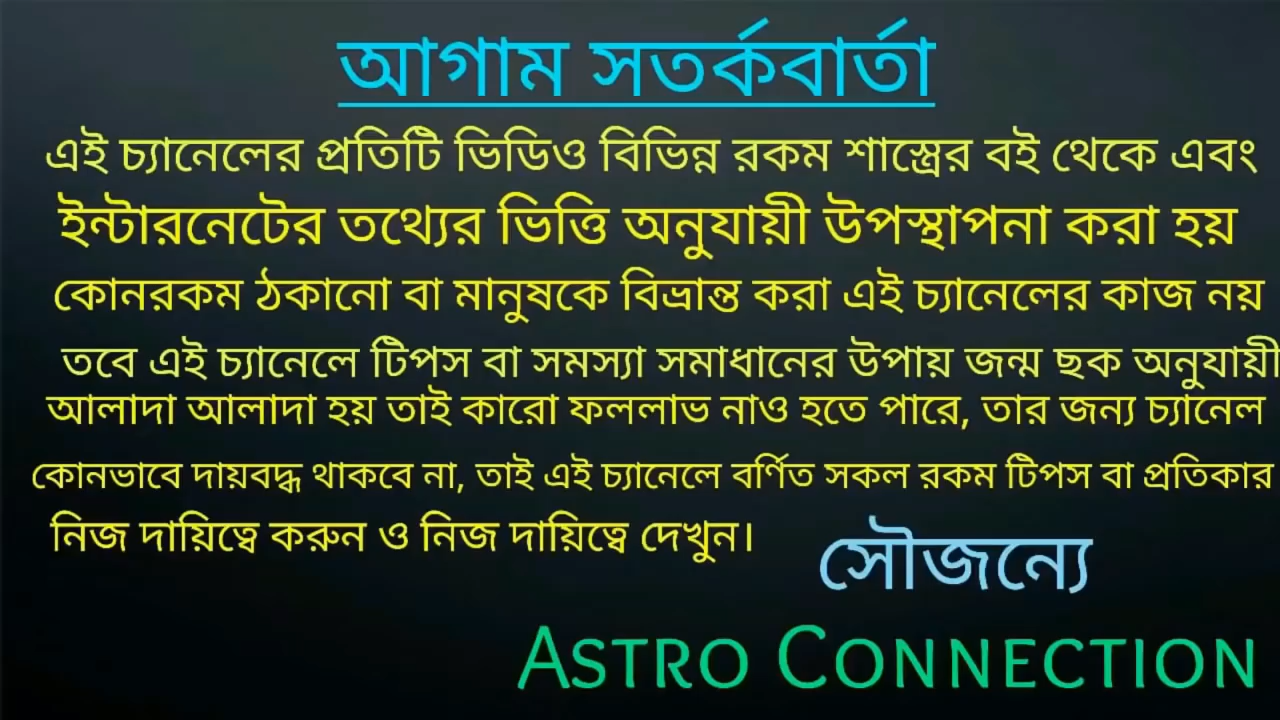 আগাম সতর্কবার্তা
এই চ্যানেলের প্রতিটি ভিডিও বিভিন্ন রকম শাস্ত্রের বই থেকে এবং
ইন্টারনেটের তথ্যের ভিত্তি অনুযায়ী উপস্থাপনা করা হয়
কোনরকম ঠকানো বা মানুষকে বিভ্রান্ত করা এই চ্যানেলের কাজ নয়
তবে এই চ্যানেলে টিপস বা সমস্যা সমাধানের উপায় জন্ম ছক অনুযায়ী
আলাদা আলাদা হয় তাই কারো ফললাভ নাও হতে পারে, তার জন্য চ্যানেল
কোনভাবে দায়বদ্ধ থাকবে না, তাই এই চ্যানেলে বর্ণিত সকল রকম টিপস বা প্রতিকার
নিজ দায়িত্বে করুন ও নিজ দায়িত্বে দেখুন।
সৌজন্যে
ASTRO CONNECTION